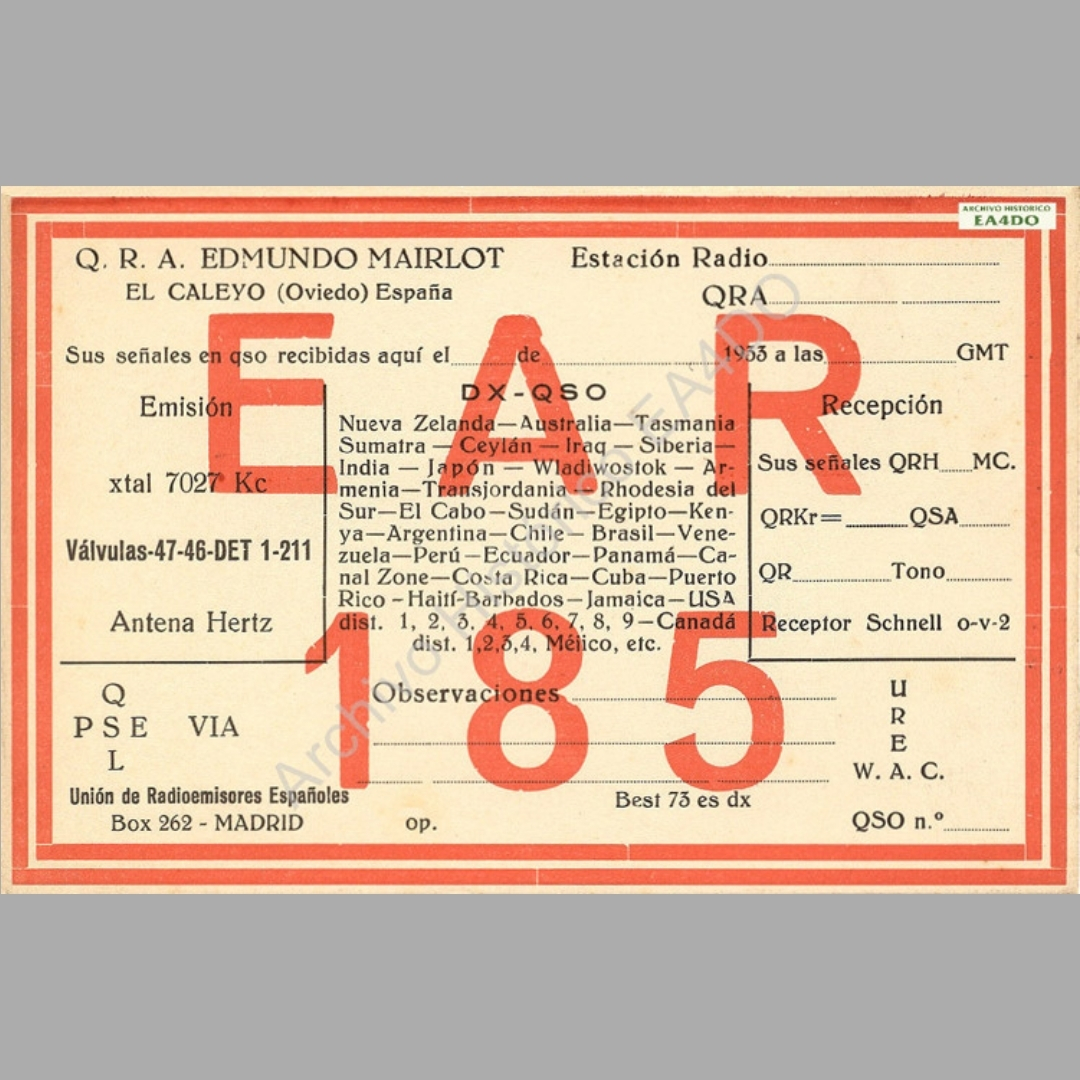 ARCHIVO HISTORICO
EA4DO
Q. R. A. EDMUNDO MAIRLOT
EL CALEYO (Oviedo) España
Estación Radio
QRA
EAR
Sus señales en qso recibidas aquí el de 1933 a las GMT
Emisión
xtal 7027 Kc
Válvulas-47-46-DET 1-211
Antena Hertz
DX-QSO
Nueva Zelanda—Australia—Tasmania
Sumatra — Ceylán — Iraq — Siberia—
India — Japón — Wladiwostok — Ar-
menia—Transjordania—Rhodesia del
Sur—El Cabo—Sudán—Egipto—Ken-
ya—Argentina—Chile—Brasil—Vene-
zuela—Perú—Ecuador—Panamá—Ca-
nal Zone—Costa Rica—Cuba—Puerto
Rico - Haití-Barbados—Jamaica—USA
dist. 1, 2, 3, 4, 5, 6, 7, 8, 9—Canadá
dist. 1,2,3,4, Méjico, etc.
Recepción
Sus señales QRH MC.
QRKr= QSA
QR Tono
Receptor Schnell o-v-2
185
Q
PSE VIA
L
Unión de Radioemisores Españoles
Box 262 - MADRID
Observaciones
op.
Best 73 es dx
U
R
E
W. A. C.
QSO n.º
Archivo Historico EA4DO